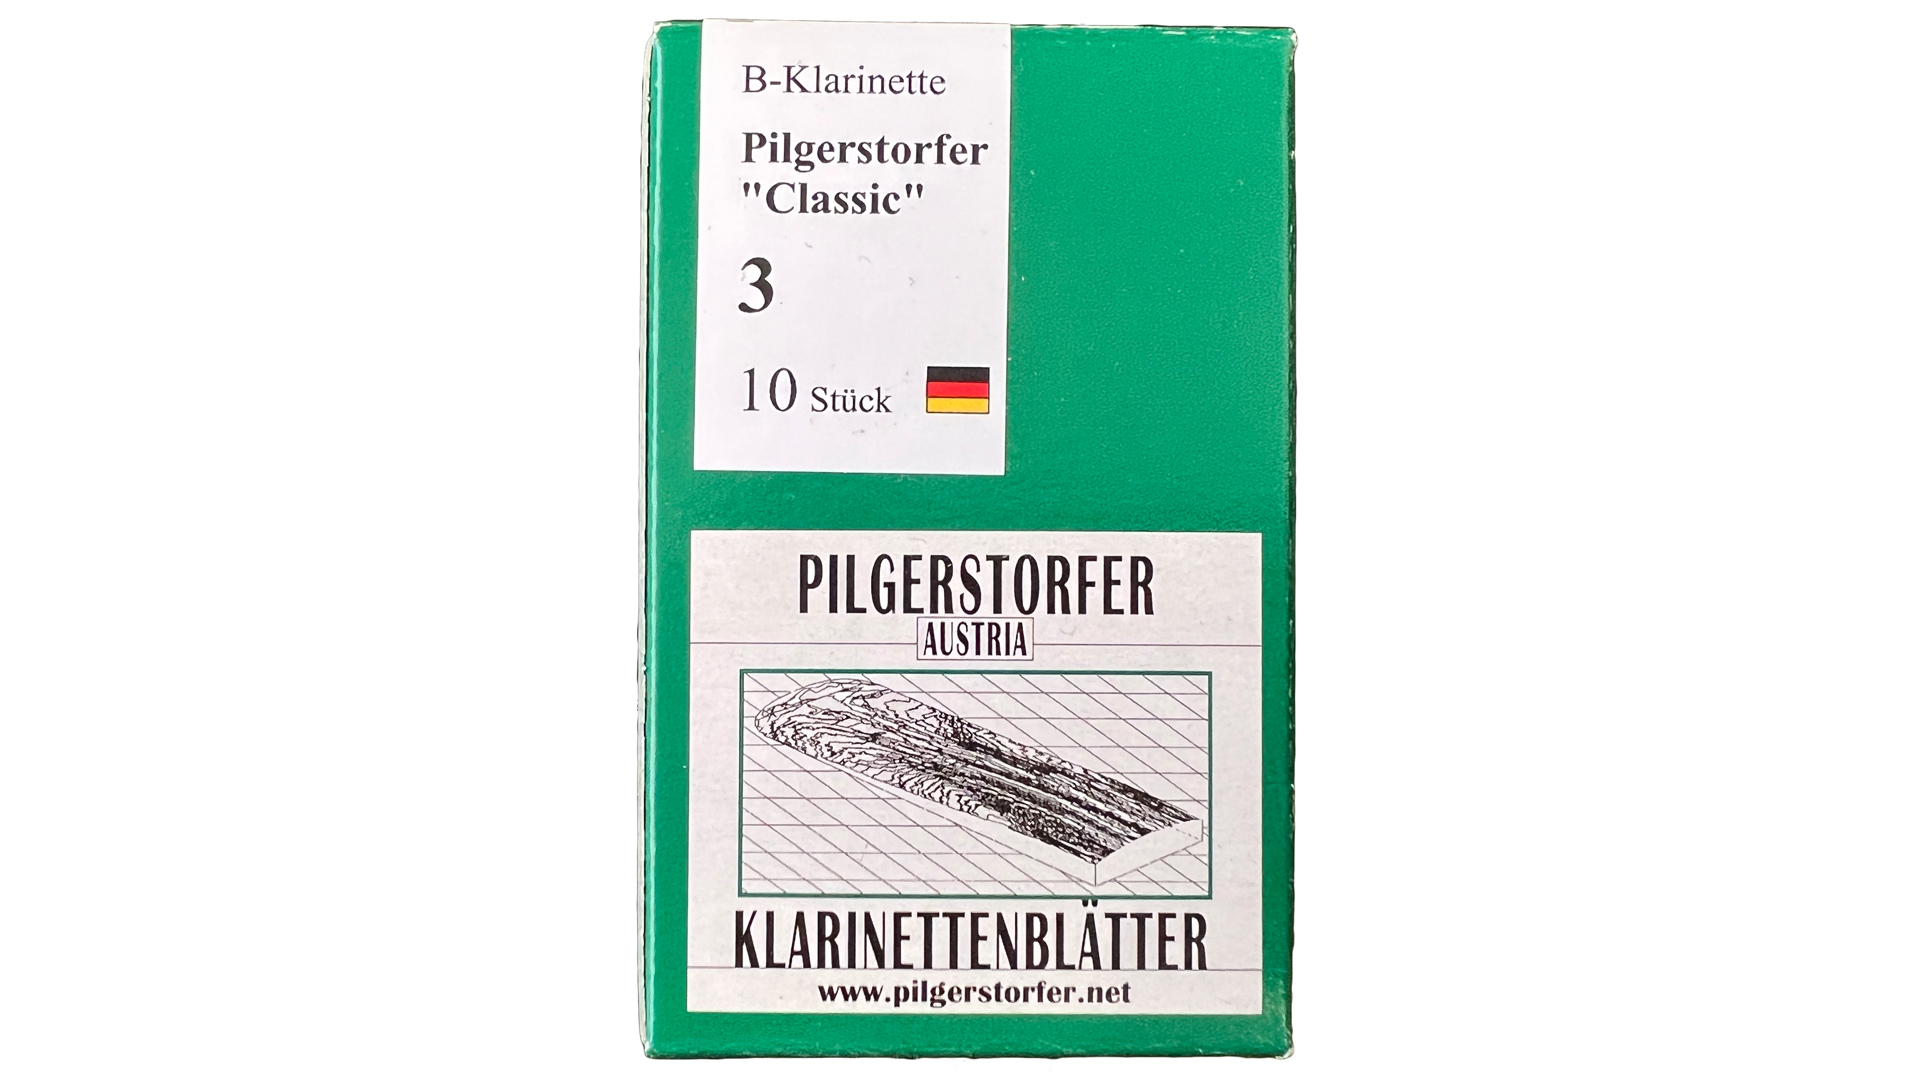 B-Klarinette
Pilgerstorfer
"Classic"
3
10 Stück
PILGERSTORFER
AUSTRIA
KLARINETTENBLÄTTER
www.pilgerstorfer.net